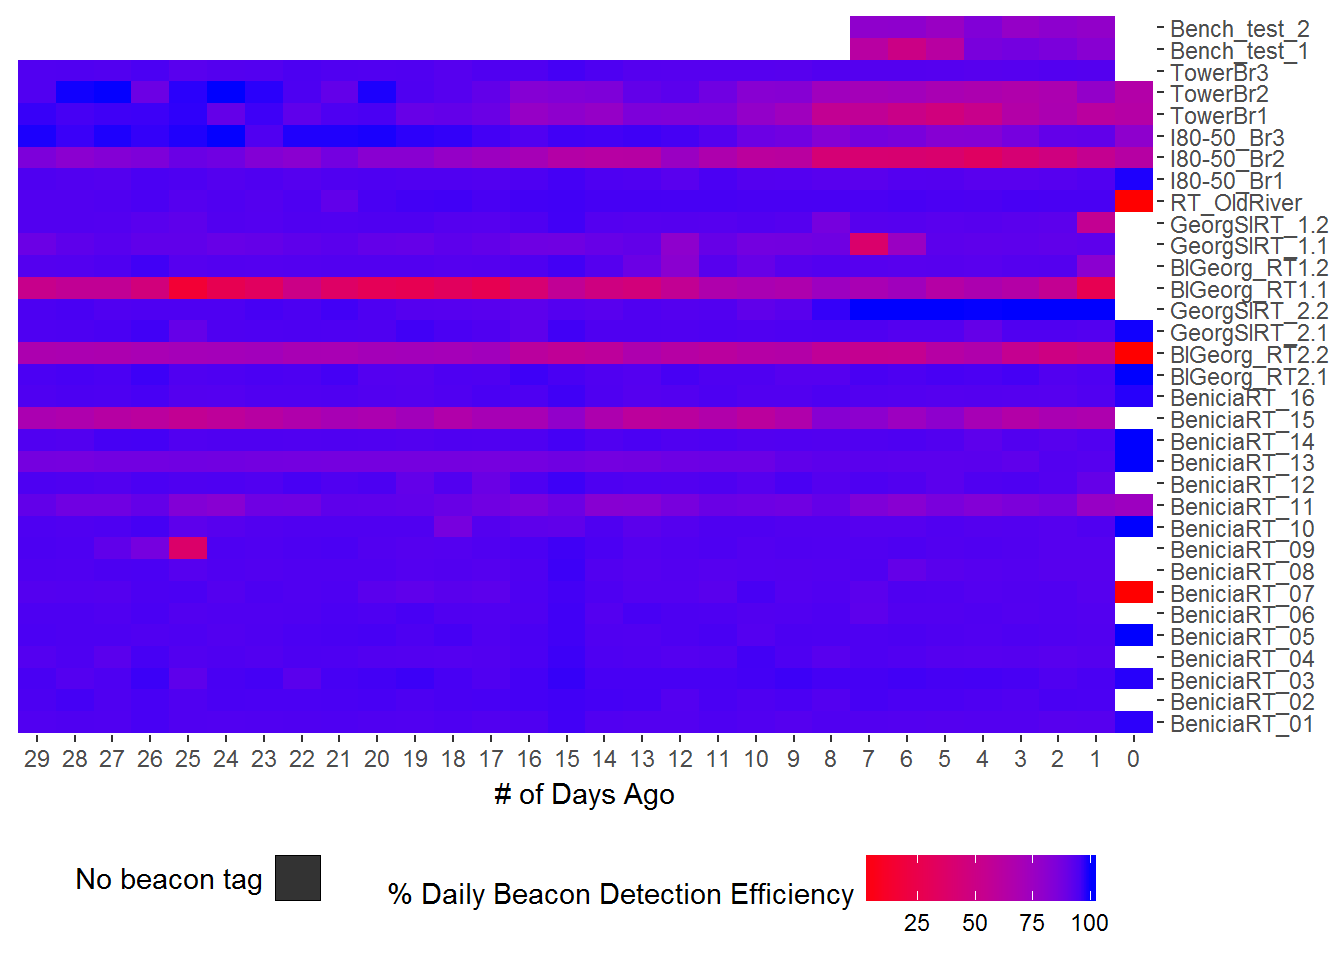 Bench_test_2
Bench_test_1
TowerBr3
TowerBr2
TowerBr1
I80-50_Br3
I80-50_Br2
I80-50_Br1
RT_OldRiver
GeorgSlRT_1.2
GeorgSlRT_1.1
BlGeorg_RT1.2
BlGeorg_RT1.1
GeorgSlRT_2.2
GeorgSlRT_2.1
BlGeorg_RT2.2
BlGeorg_RT2.1
BeniciaRT_16
BeniciaRT_15
BeniciaRT_14
BeniciaRT_13
BeniciaRT_12
BeniciaRT_11
BeniciaRT_10
BeniciaRT_09
BeniciaRT_08
BeniciaRT_07
BeniciaRT_06
BeniciaRT_05
BeniciaRT_04
BeniciaRT_03
BeniciaRT_02
BeniciaRT_01
29 28 27 26 25 24 23 22 21 20 19 18 17 16 15 14 13 12 11 10 9 8 7 6 5 4 3 2 1 0
# of Days Ago
No beacon tag
% Daily Beacon Detection Efficiency
25 50 75 100